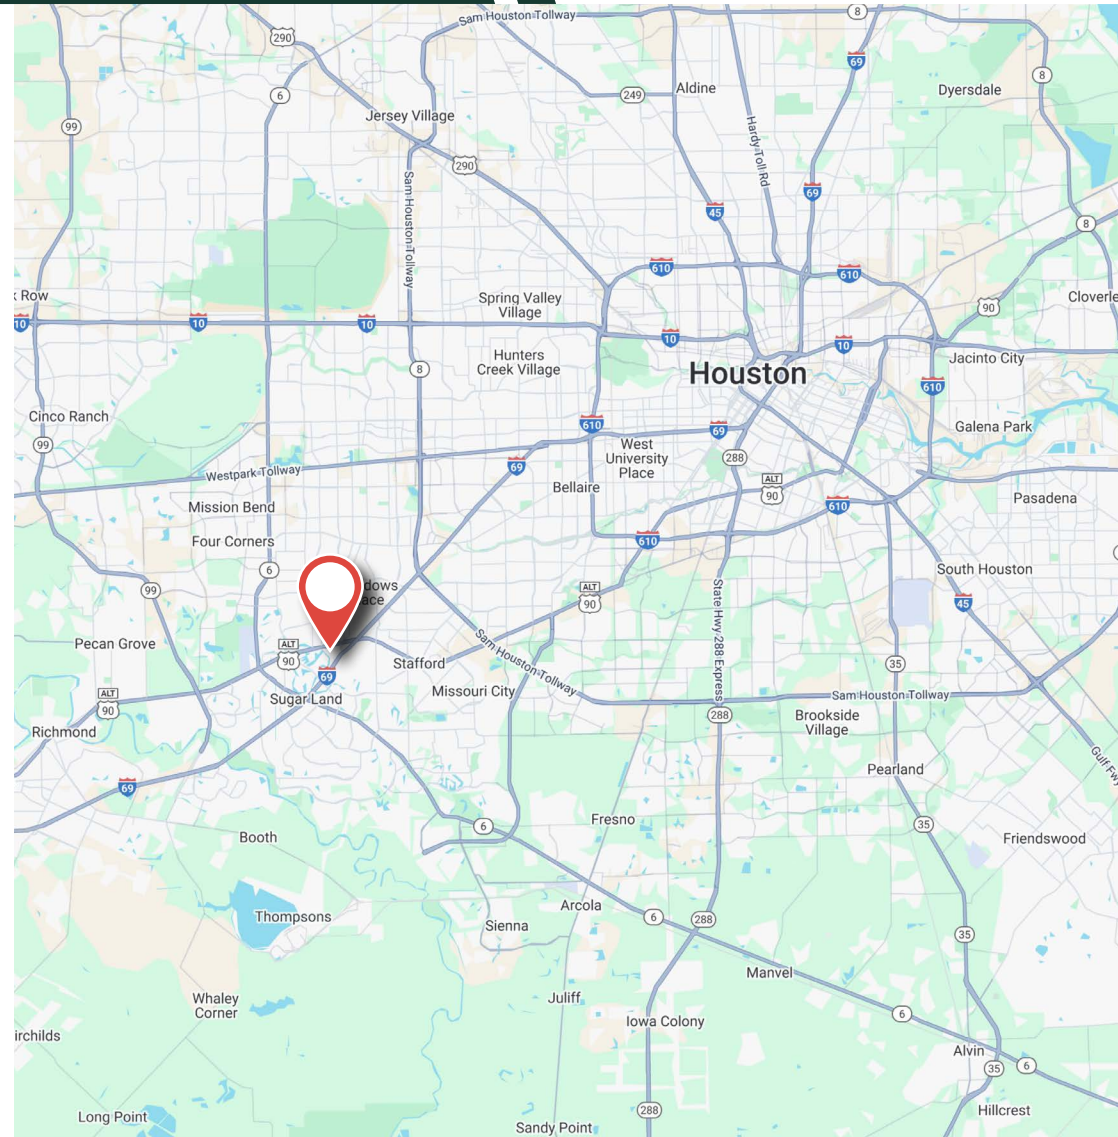 Sam Houston Tollway
8
290
69
8
6
249
Aldine
Dyersdale
99
Jersey Village
Hardy Toll Rd
290
Sam Houston Tollway
69
45
8
610
610
Row
Spring Valley
Village
90
Cloverle
10
10
10
10
10
Hunters
Creek Village
8
Houston
Jacinto City
610
Cinco Ranch
610
69
Galena Park
99
West
University
Place
288
69
Westpark Tollway
Bellaire
ALT
90
Mission Bend
610
Pasadena
Four Corners
610
6
South Houston
99
dows
ace
ALT
90
State Hwy 288 Express
45
Pecan Grove
ALT
90
Stafford
Sam Houston Tollway
35
69
Missouri City
Sugar Land
Sam Houston Tollway
ALT
90
288
Brookside
Village
Richmond
Gulf Fwy
69
Pearland
Fresno
6
35
Booth
Friendswood
Thompsons
Arcola
6
288
Sienna
35
Manvel
Whaley
Corner
Juliff
6
Iowa Colony
irchilds
Alvin
35
6
Long Point
288
Hillcrest
Sandy Point